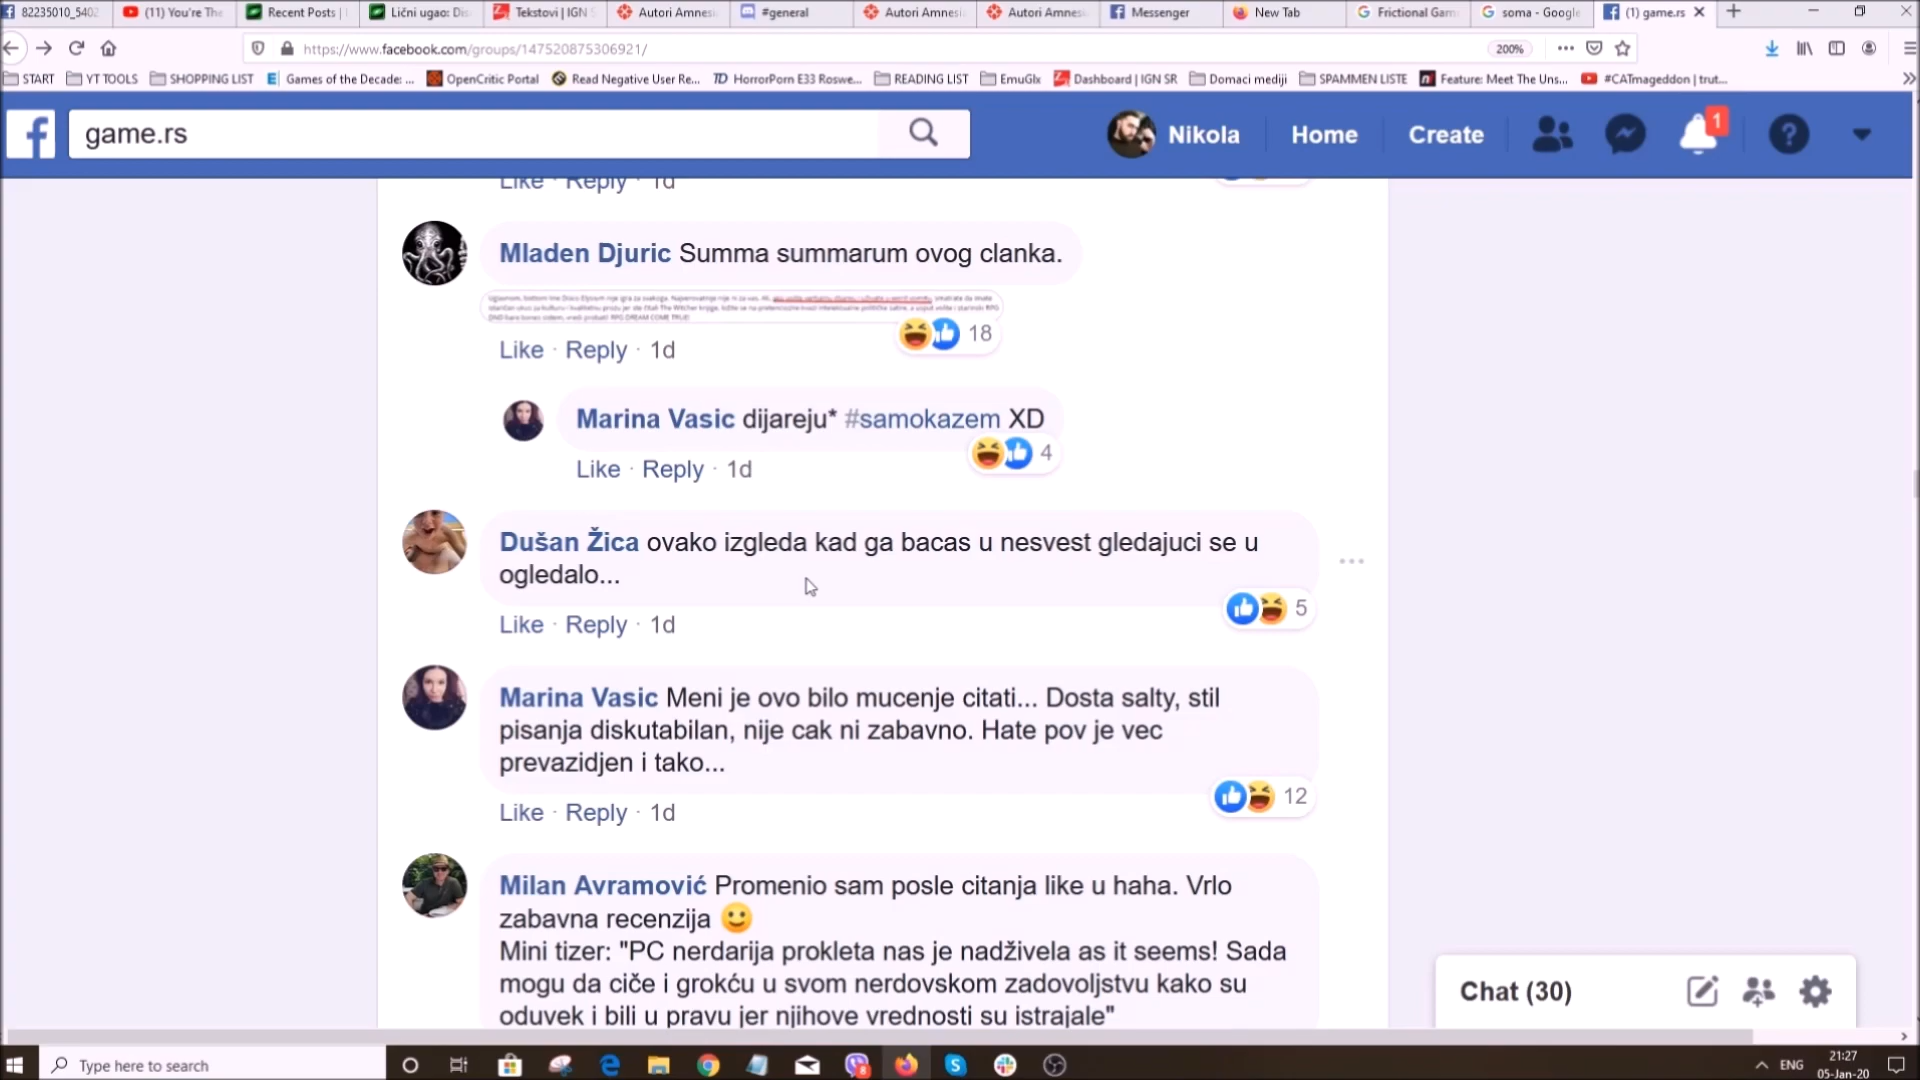 82235010_540
(11) You're The
Recent Posts |
Lični ugao: Dis
Tekstovi | IGN S
Autori Amnesi
#general
Autori Amnesi
Autori Amnesi
Messenger
New Tab
Frictional Gam
soma - Google
(1) game.rs
https://www.facebook.com/groups/147520875306921/
200%
START
YT TOOLS
SHOPPING LIST
Games of the Decade: ...
OpenCritic Portal
Read Negative User Re...
HorrorPorn E33 Roswe...
READING LIST
EmuGlx
Dashboard | IGN SR
Domaci mediji
SPAMMEN LISTE
Feature: Meet The Uns...
#CATmageddon | trut...
game.rs
Nikola
Home
Create
1
Like · Reply · 1d
Mladen Djuric Summa summarum ovog clanka.
18
Like · Reply · 1d
Marina Vasic dijareju* #samokazem XD
4
Like · Reply · 1d
Dušan Žica ovako izgleda kad ga bacas u nesvest gledajuci se u
ogledalo...
5
Like · Reply · 1d
Marina Vasic Meni je ovo bilo mucenje citati... Dosta salty, stil
pisanja diskutabilan, nije cak ni zabavno. Hate pov je vec
prevazidjen i tako...
12
Like · Reply · 1d
Milan Avramović Promenio sam posle citanja like u haha. Vrlo
zabavna recenzija 🙂
Mini tizer: "PC nerdarija prokleta nas je nadživela as it seems! Sada
mogu da ciče i grokću u svom nerdovskom zadovoljstvu kako su
oduvek i bili u pravu jer njihove vrednosti su istrajale"
Chat (30)
Type here to search
8
ENG
21:27
05-Jan-20